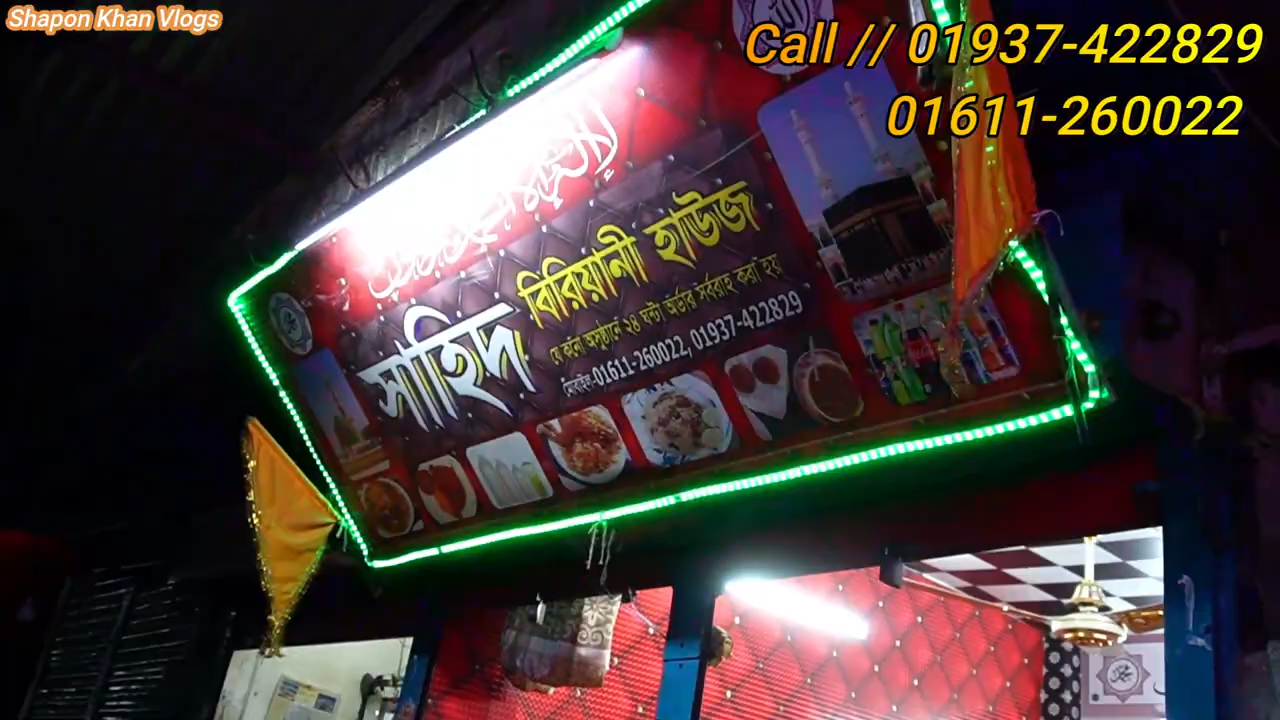 Shapon Khan Vlogs
Call // 01937-422829
01611-260022
সাহিদ বিরিয়ানী হাউজ
যে কোন অনুষ্ঠানে ২৪ ঘন্টা অর্ডার সরবরাহ করা হয়
মোবাইল-01611-260022, 01937-422829